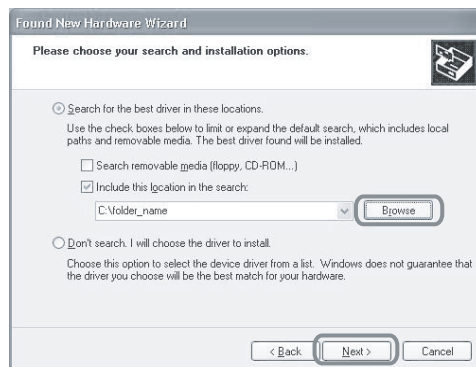 Found New Hardware Wizard
Please choose your search and installation options.
Search for the best driver in these locations.
Use the check boxes below to limit or expand the default search, which includes local
paths and removable media. The best driver found will be installed.
Search removable media (floppy, CD-ROM...)
Include this location in the search:
C:\folder_name
Browse
Don't search. I will choose the driver to install.
Choose this option to select the device driver from a list. Windows does not guarantee that
the driver you choose will be the best match for your hardware.
< Back
Next >
Cancel